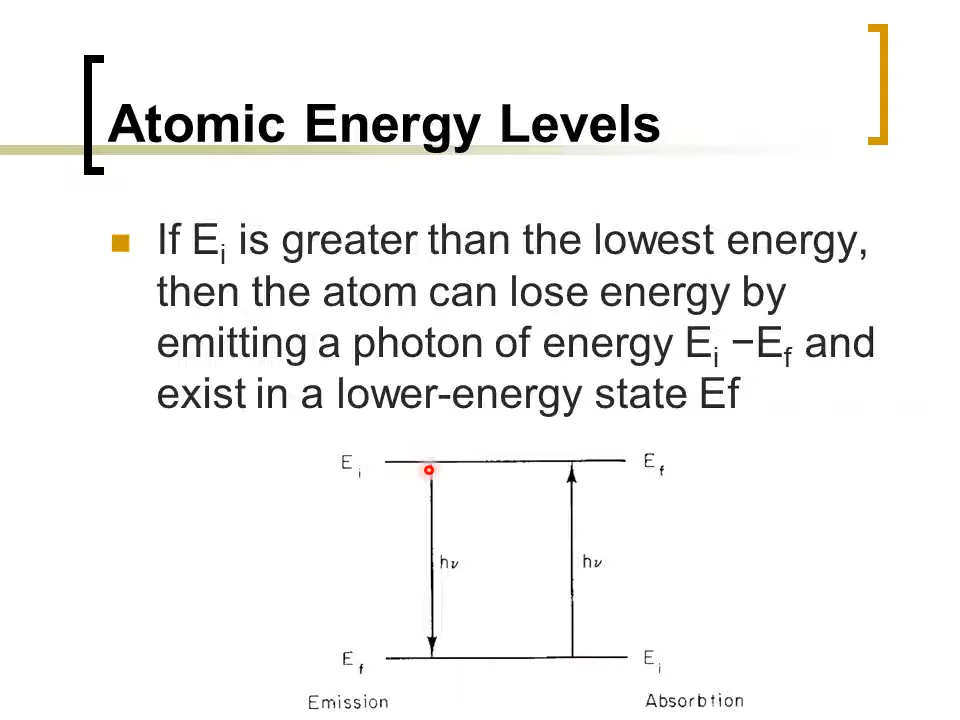 Atomic Energy Levels
If Ei is greater than the lowest energy,
then the atom can lose energy by
emitting a photon of energy Ei −Ef and
exist in a lower-energy state Ef
Ei Ef
hν hν
Ef Ei
Emission Absorbtion